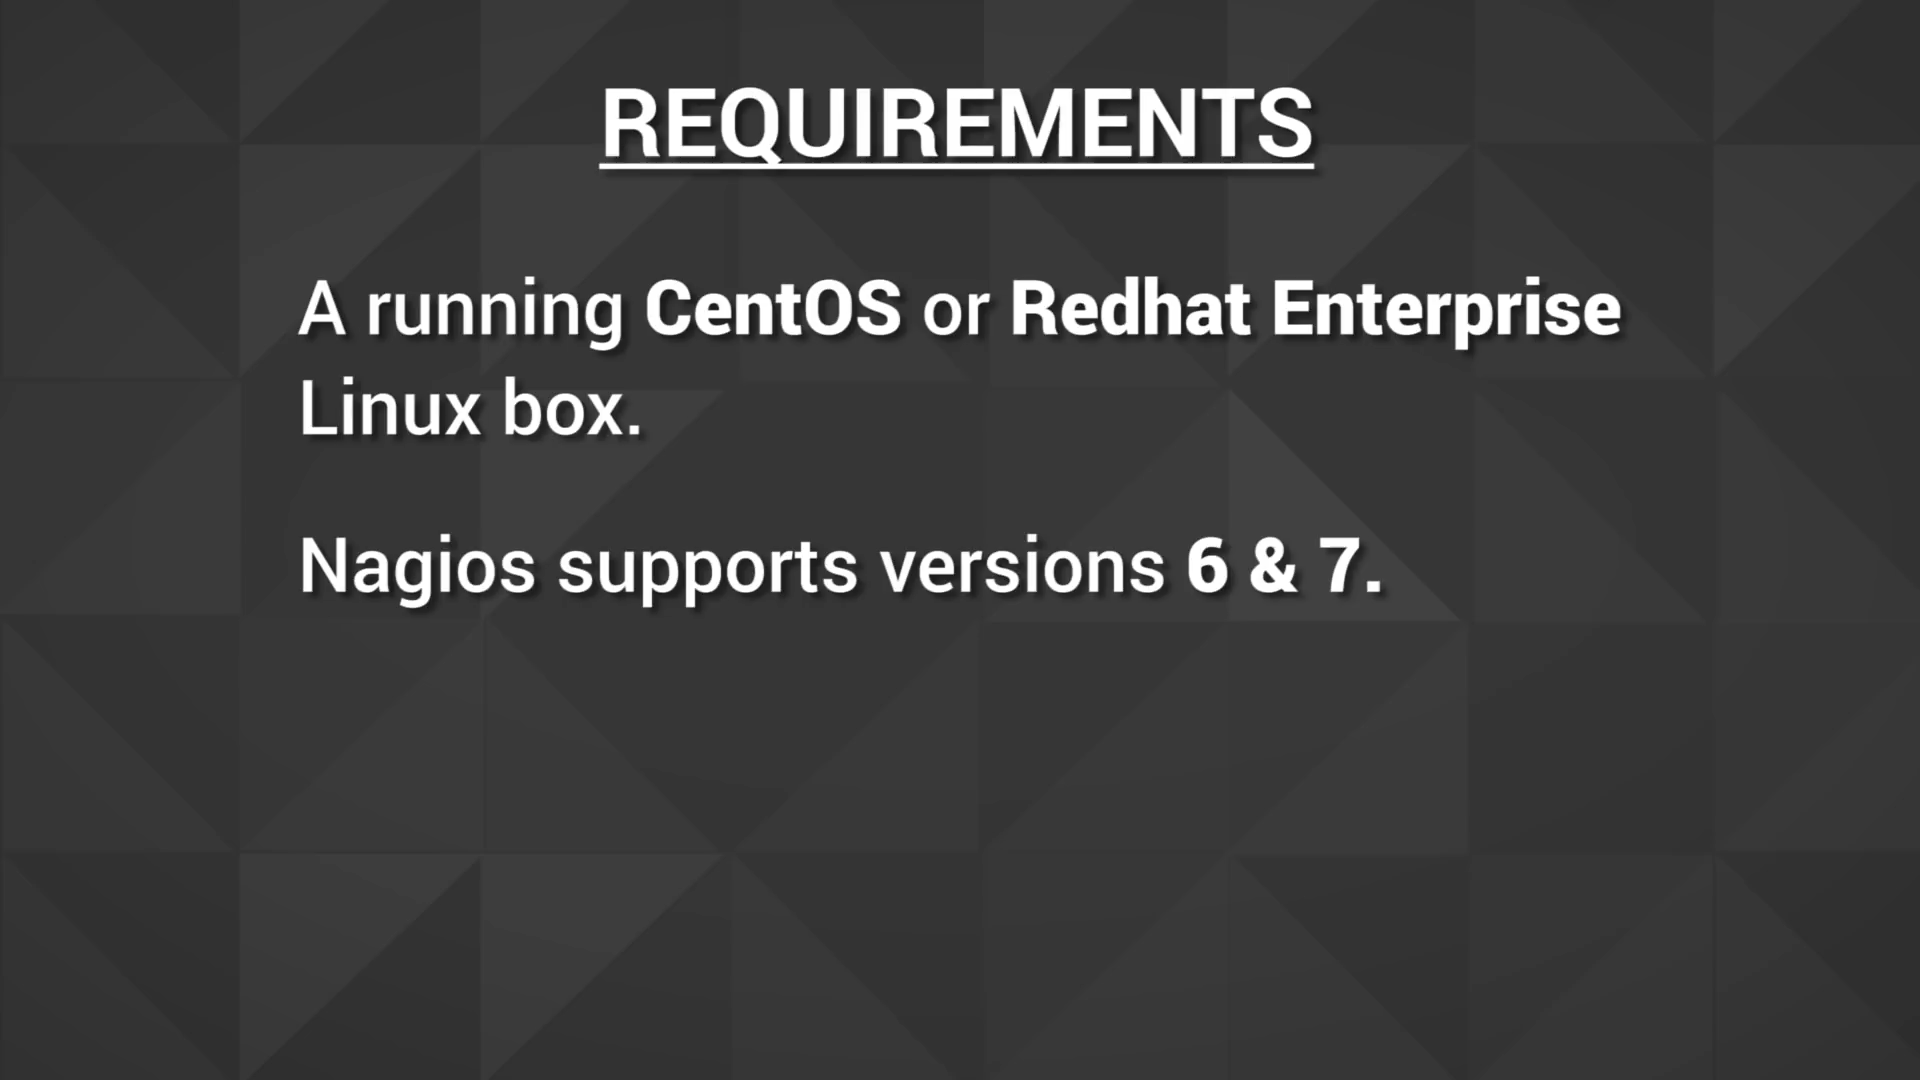 REQUIREMENTS
A running CentOS or Redhat Enterprise
Linux box.
Nagios supports versions 6 & 7.